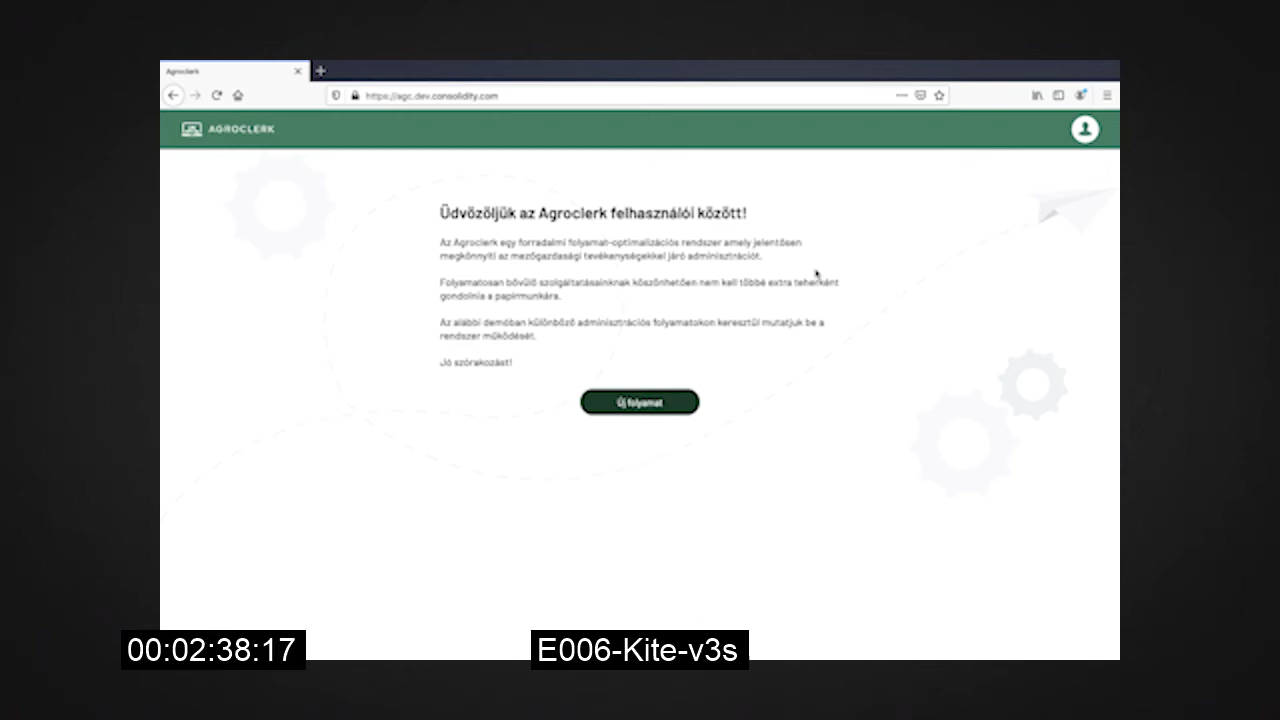 Agroclerk
https://agc.dev.consolidity.com
AGROCLERK
Üdvözöljük az Agroclerk felhasználói között!
Az Agroclerk egy forradalmi folyamat-optimalizációs rendszer amely jelentősen
megkönnyíti az mezőgazdasági tevékenységekkel járó adminisztrációt.
Folyamatosan bővülő szolgáltatásainknak köszönhetően nem kell többé extra teherként
gondolnia a papírmunkára.
Az alábbi demóban különböző adminisztrációs folyamatokon keresztül mutatjuk be a
rendszer működését.
Jó szórakozást!
Új folyamat
00:02:38:17
E006-Kite-v3s